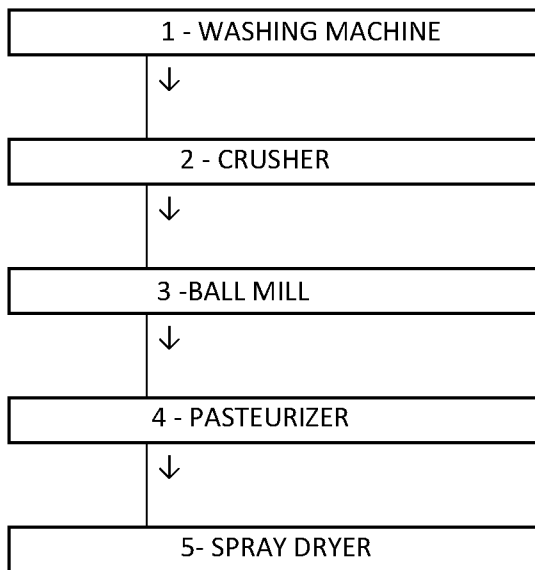 1 - WASHING MACHINE
↓
2 - CRUSHER
↓
3 -BALL MILL
↓
4 - PASTEURIZER
↓
5- SPRAY DRYER